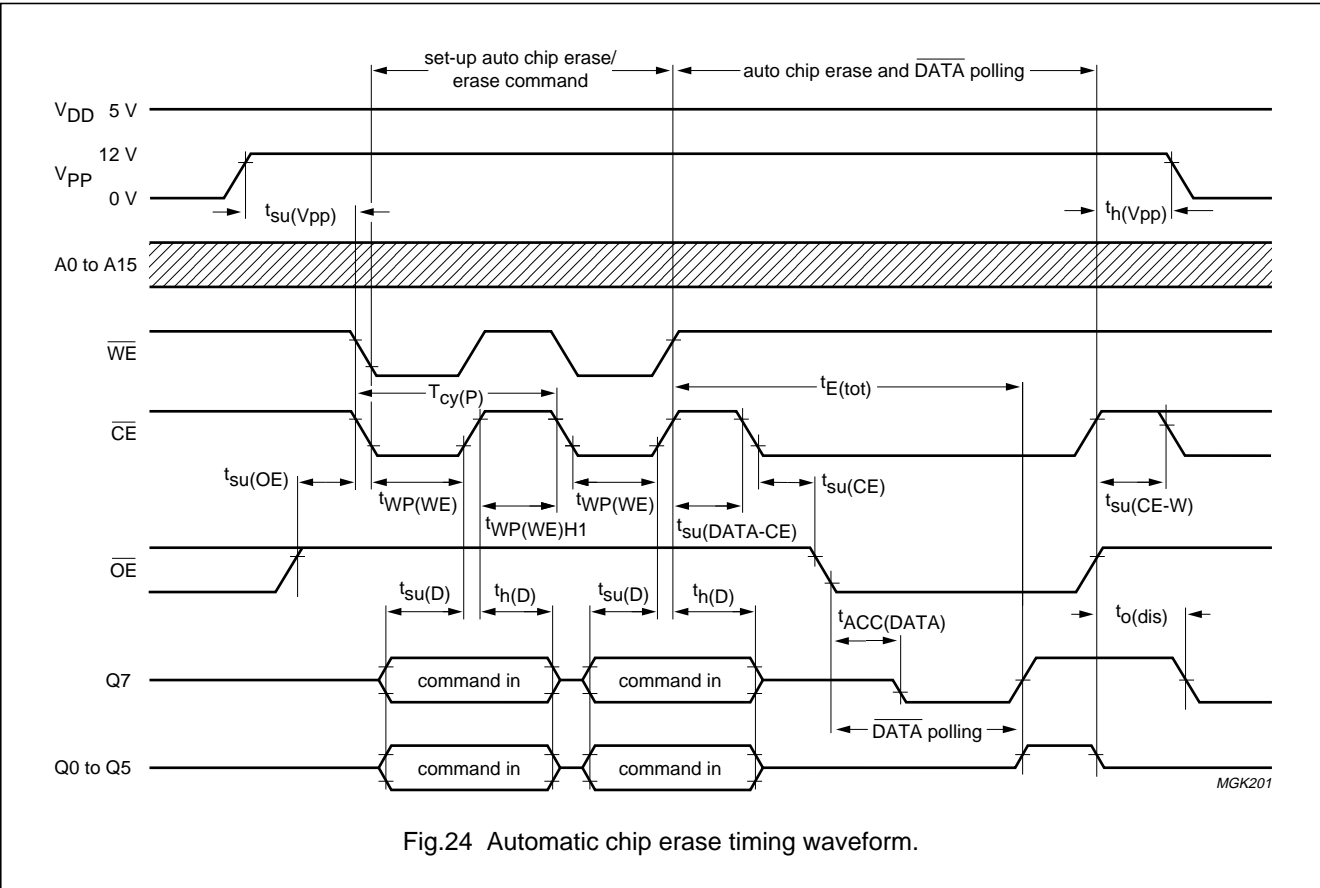 set-up auto chip erase/
erase command
auto chip erase and DATA polling
VDD 5 V
12 V
VPP
0 V
tsu(Vpp)
th(Vpp)
A0 to A15
WE
Tcy(P)
tE(tot)
CE
tsu(OE)
tWP(WE)
tWP(WE)H1
tWP(WE)
tsu(DATA-CE)
tsu(CE)
tsu(CE-W)
OE
tsu(D)
th(D)
tsu(D)
th(D)
tACC(DATA)
to(dis)
Q7
command in
command in
DATA polling
Q0 to Q5
command in
command in
MGK201
Fig.24 Automatic chip erase timing waveform.